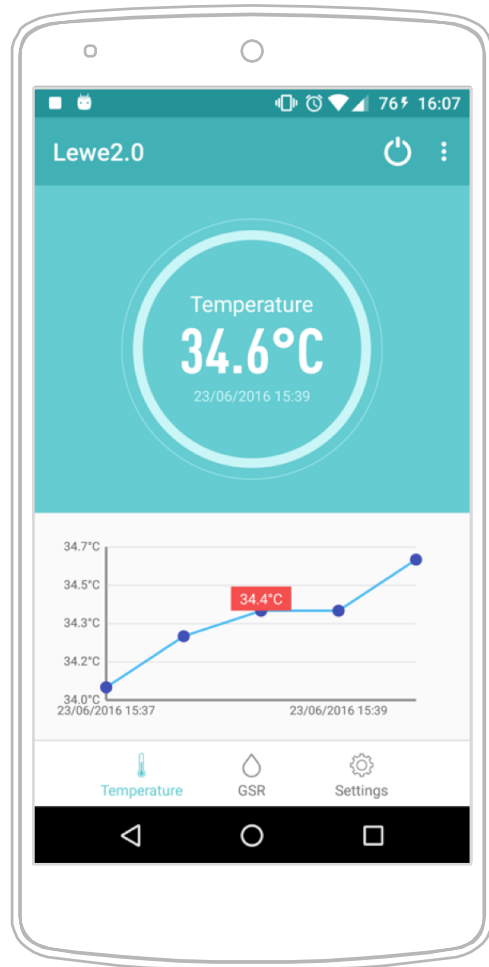 76 16:07
Lewe2.0
Temperature
34.6°C
23/06/2016 15:39
34.7°C
34.5°C
34.4°C
34.3°C
34.2°C
34.0°C
23/06/2016 15:37 23/06/2016 15:39
Temperature GSR Settings